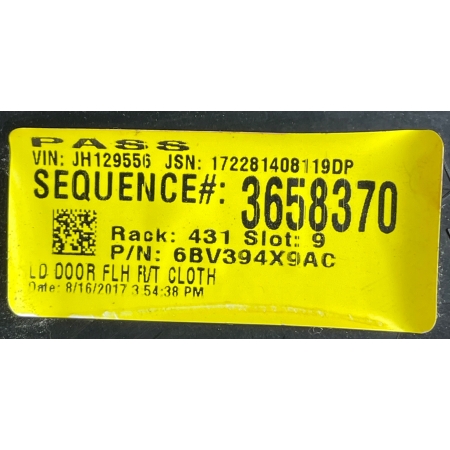 PASS
VIN: JH129556 JSN: 172281408119DP
SEQUENCE#: 3658370
Rack: 431 Slot: 9
P/N: 6BV394X9AC
LD DOOR FLH R/T CLOTH
Date: 8/16/2017 3:54:38 PM